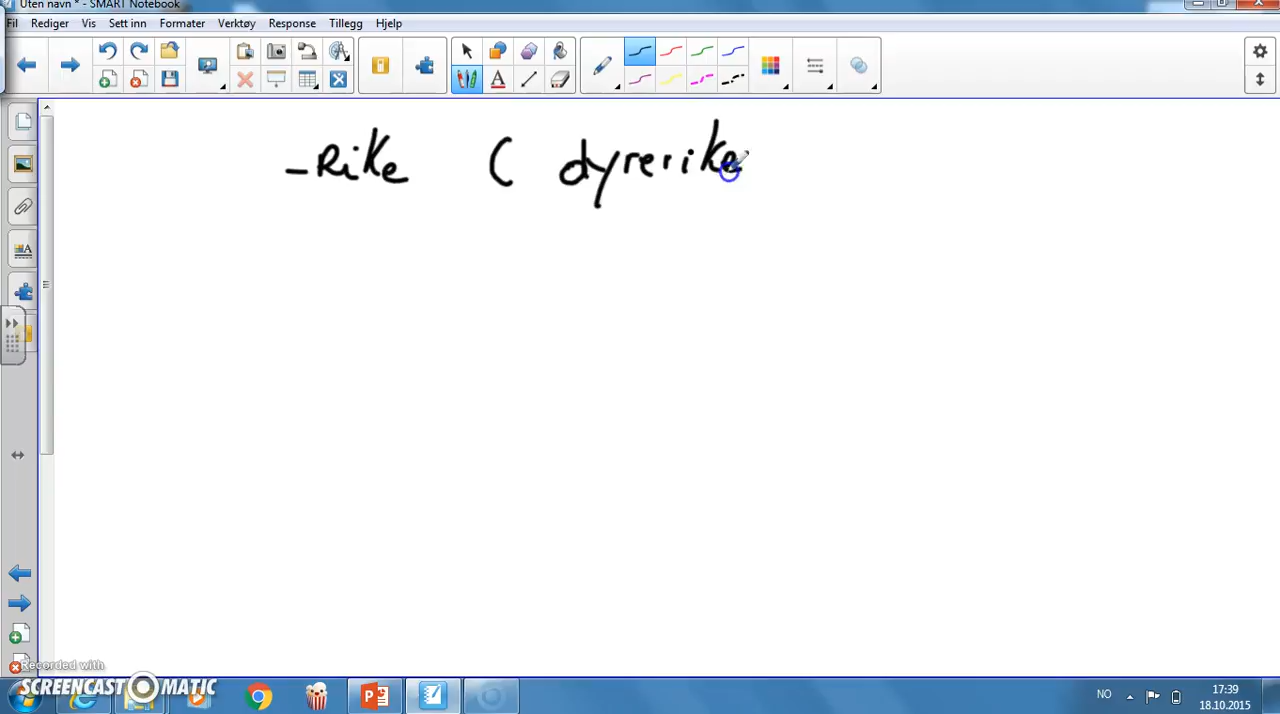 Uten navn * - SMART Notebook
Fil Rediger Vis Sett inn Formater Verktøy Response Tillegg Hjelp
-Rike ( dyrerike
Recorded with
SCREENCAST MATIC
NO 17:39
18.10.2015